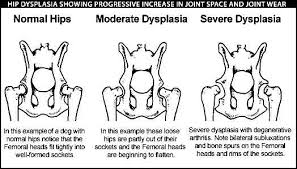 HIP DYSPLASIA SHOWING PROGRESSIVE INCREASE IN JOINT SPACE AND JOINT WEAR
Normal Hips
Moderate Dysplasia
Severe Dysplasia
In this example of a dog with
normal hips notice that the
Femoral heads fit tightly into
well-formed sockets.
In this example these loose
hips are partly out of their
sockets and the Femoral heads
are beginning to flatten.
Severe dysplasia with degenerative
arthritis. Note bilateral subluxations
and bone spurs on the Femoral
heads and rims of the sockets.